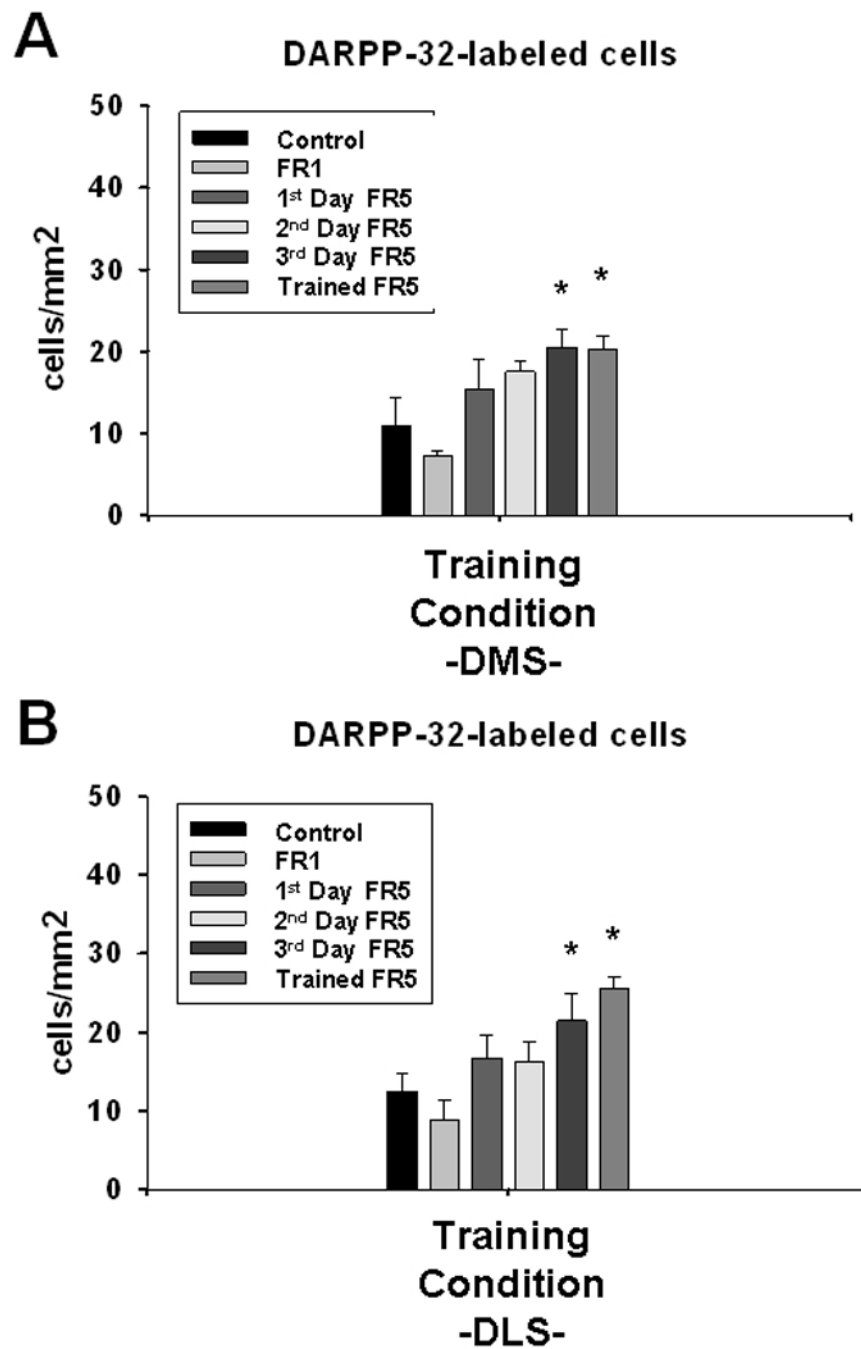 A
DARPP-32-labeled cells
50
40
30
20
10
0
cells/mm2
Control
FR1
1st Day FR5
2nd Day FR5
3rd Day FR5
Trained FR5
* *
Training
Condition
-DMS-
B
DARPP-32-labeled cells
50
40
30
20
10
0
cells/mm2
Control
FR1
1st Day FR5
2nd Day FR5
3rd Day FR5
Trained FR5
* *
Training
Condition
-DLS-